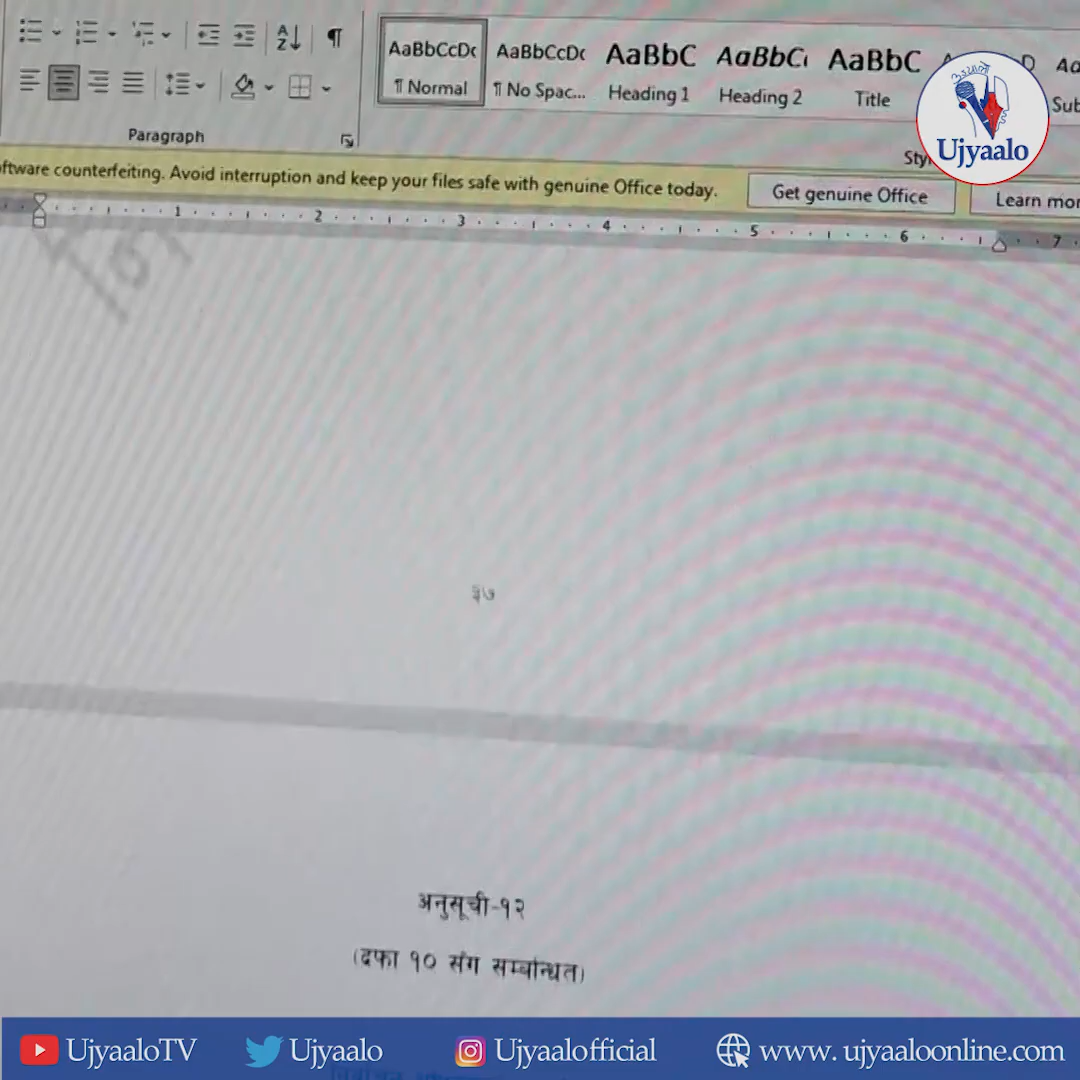 AaBbCcDc AaBbCcDc AaBbC AaBbCc AaBbC
¶ Normal ¶ No Spac... Heading 1 Heading 2 Title
Paragraph
उज्यालो
Ujyaalo
software counterfeiting. Avoid interruption and keep your files safe with genuine Office today. Get genuine Office
1 2 3 4 5 6 7
३७
अनुसूची-१२
(दफा १० संग सम्बन्धित)
UjyaaloTV Ujyaalo Ujyaalofficial www. ujyaaloonline.com